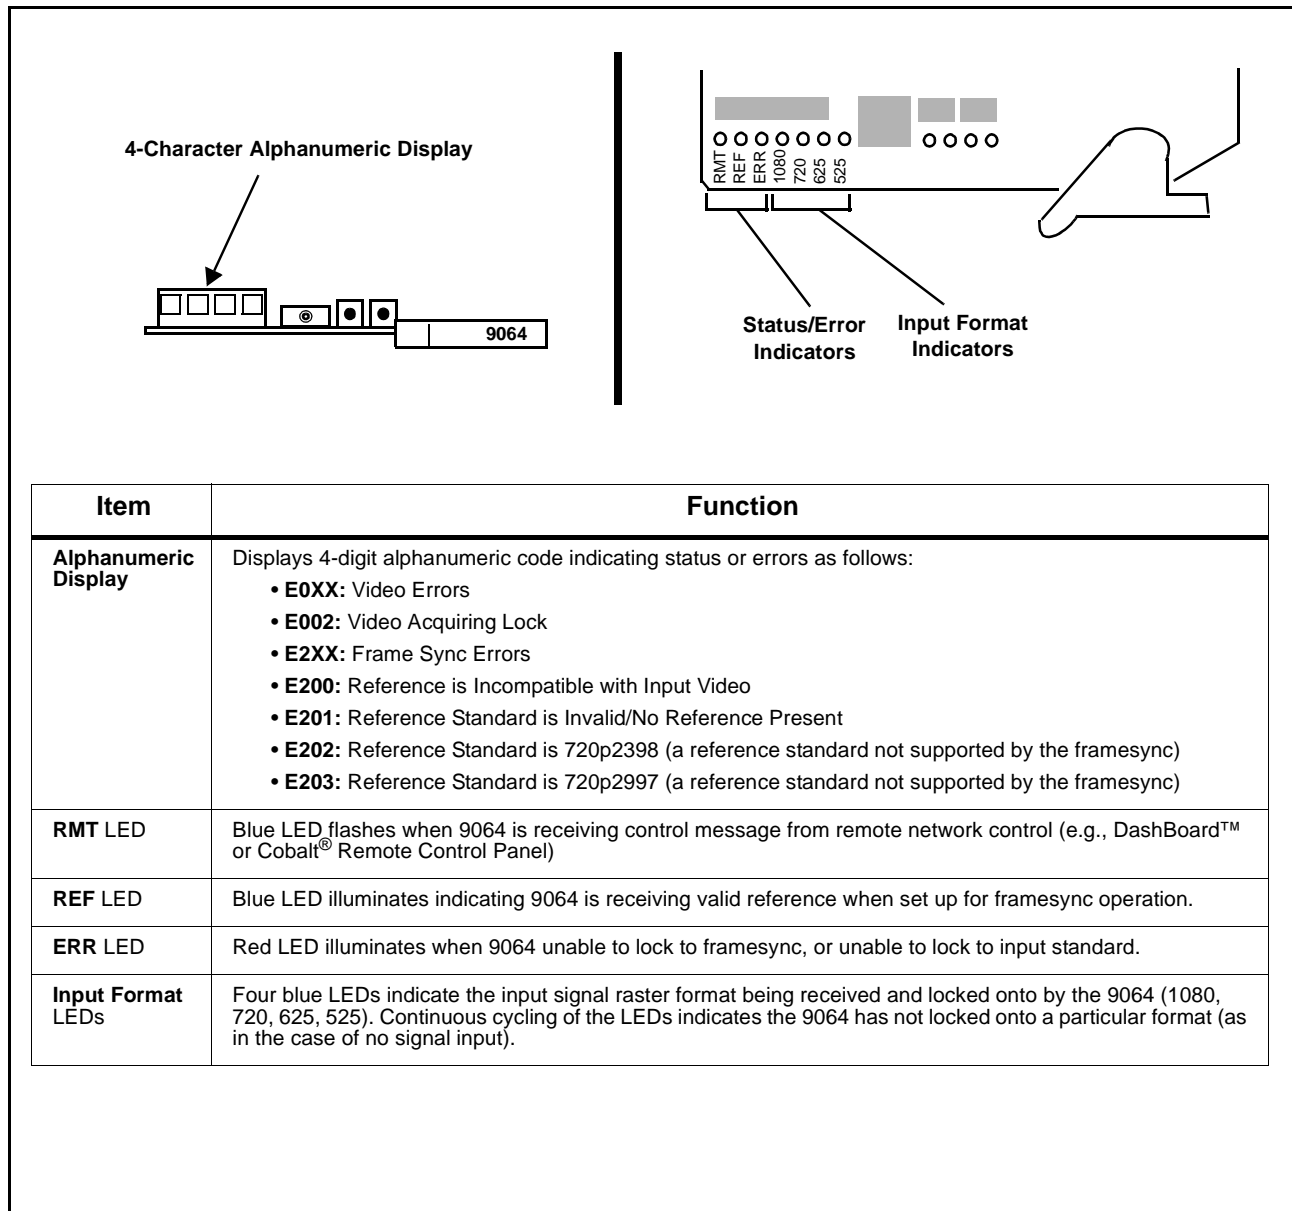 4-Character Alphanumeric Display
9064
RMT
REF
ERR
1080
720
625
525
Status/Error
Indicators
Input Format
Indicators
Item
Function
Alphanumeric
Display
Displays 4-digit alphanumeric code indicating status or errors as follows:
• E0XX: Video Errors
• E002: Video Acquiring Lock
• E2XX: Frame Sync Errors
• E200: Reference is Incompatible with Input Video
• E201: Reference Standard is Invalid/No Reference Present
• E202: Reference Standard is 720p2398 (a reference standard not supported by the framesync)
• E203: Reference Standard is 720p2997 (a reference standard not supported by the framesync)
RMT LED
Blue LED flashes when 9064 is receiving control message from remote network control (e.g., DashBoard™
or Cobalt® Remote Control Panel)
REF LED
Blue LED illuminates indicating 9064 is receiving valid reference when set up for framesync operation.
ERR LED
Red LED illuminates when 9064 unable to lock to framesync, or unable to lock to input standard.
Input Format
LEDs
Four blue LEDs indicate the input signal raster format being received and locked onto by the 9064 (1080,
720, 625, 525). Continuous cycling of the LEDs indicates the 9064 has not locked onto a particular format (as
in the case of no signal input).